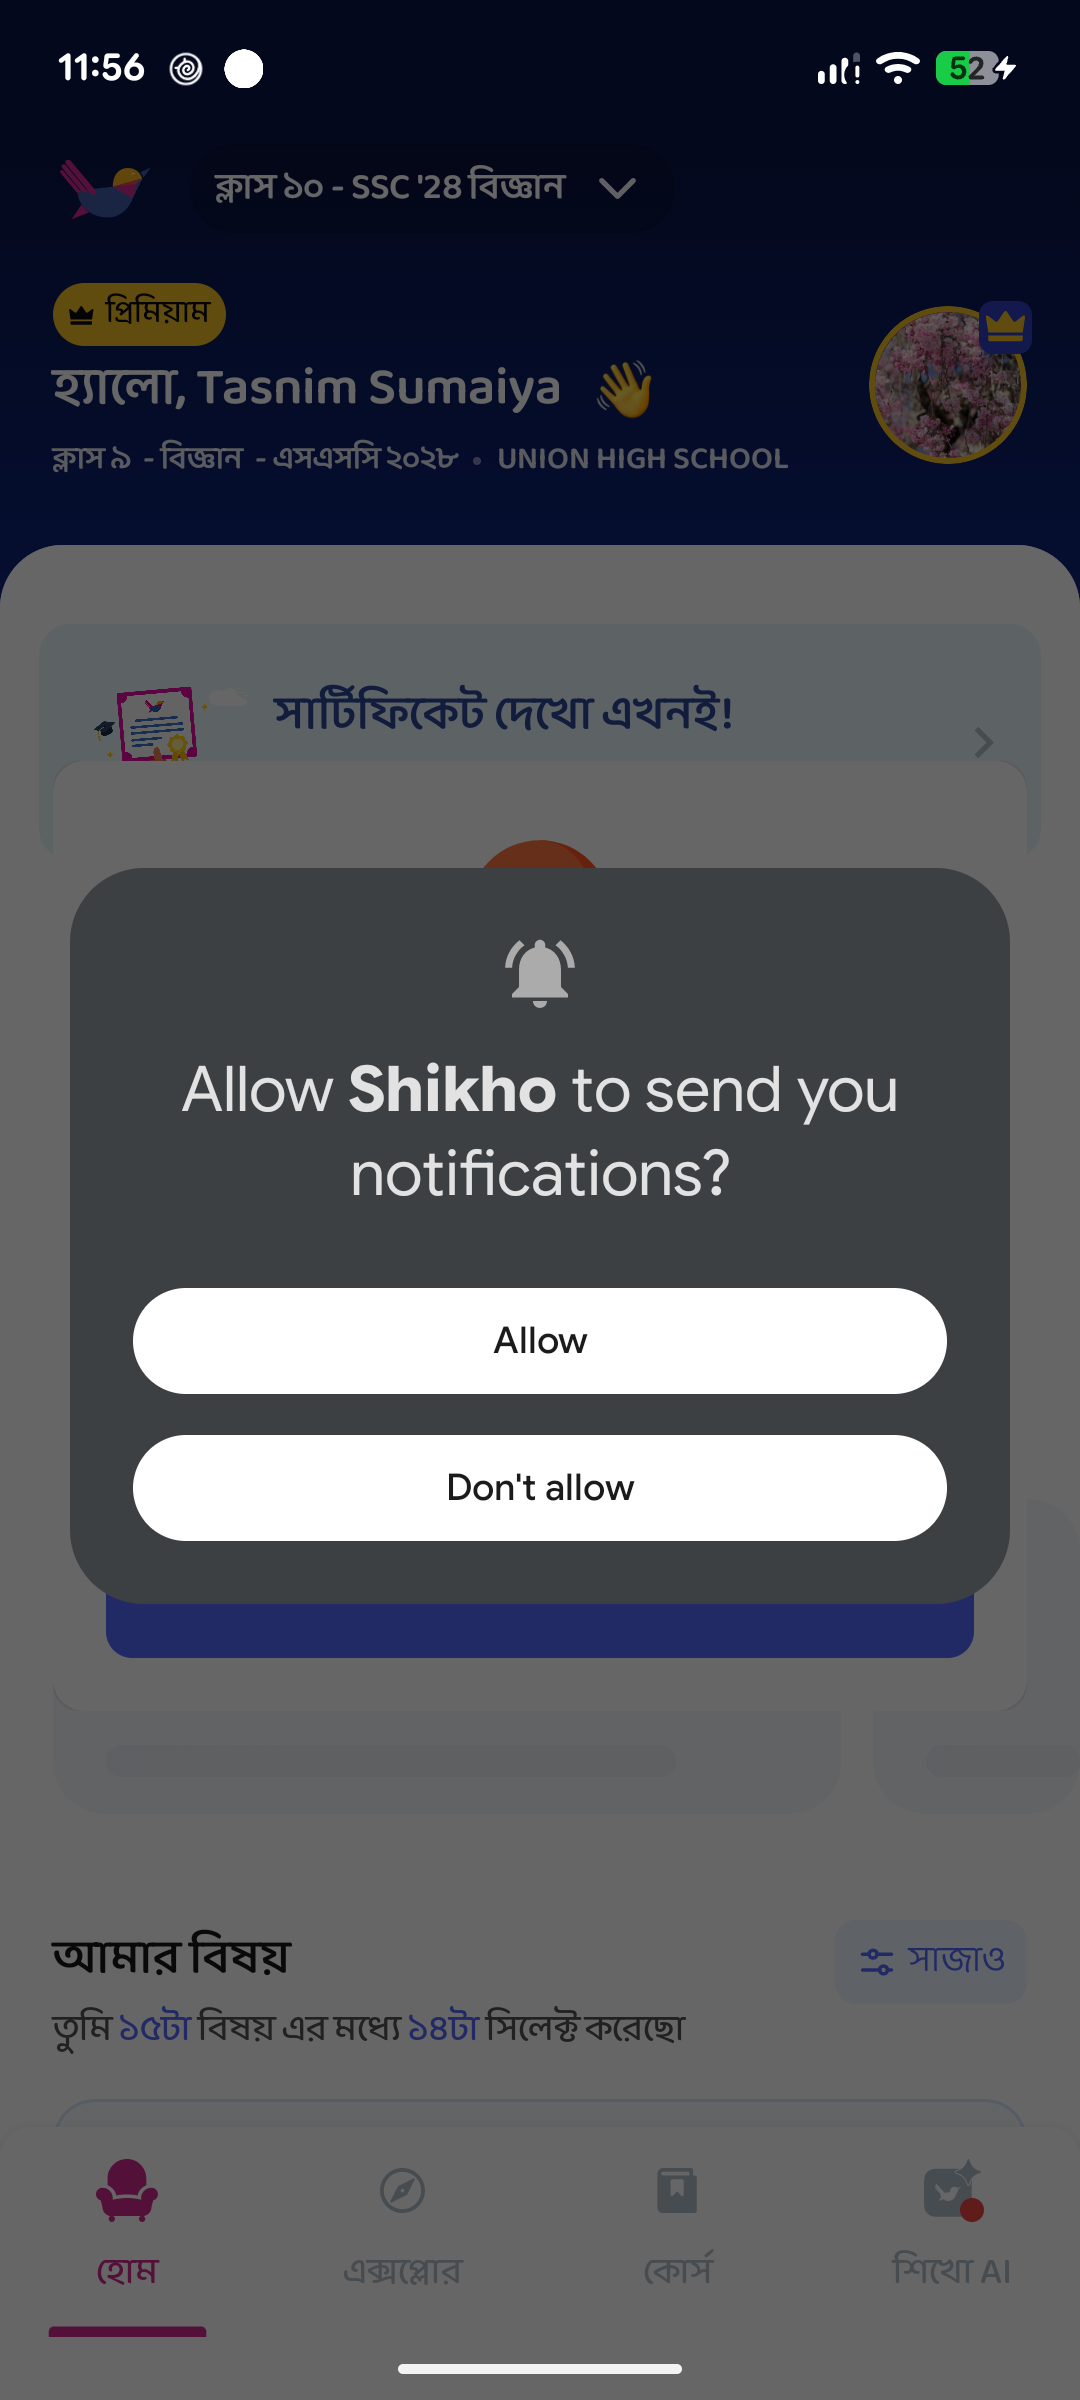 11:56
52
ক্লাস ১০ - SSC '28 বিজ্ঞান
প্রিমিয়াম
হ্যালো, Tasnim Sumaiya 👋
ক্লাস ৯ - বিজ্ঞান - এসএসসি ২০২৮ • UNION HIGH SCHOOL
সার্টিফিকেট দেখো এখনই!
Allow Shikho to send you
notifications?
Allow
Don't allow
আমার বিষয়
সাজাও
তুমি ১৫টা বিষয় এর মধ্যে ১৪টা সিলেক্ট করেছো
হোম
এক্সপ্লোর
কোর্স
শিখো AI